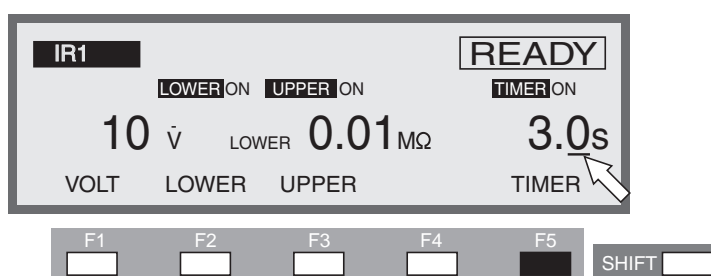 IR1 READY
LOWER ON UPPER ON TIMER ON
10 V LOWER 0.01 MΩ 3.0s
VOLT LOWER UPPER TIMER
F1 F2 F3 F4 F5
SHIFT